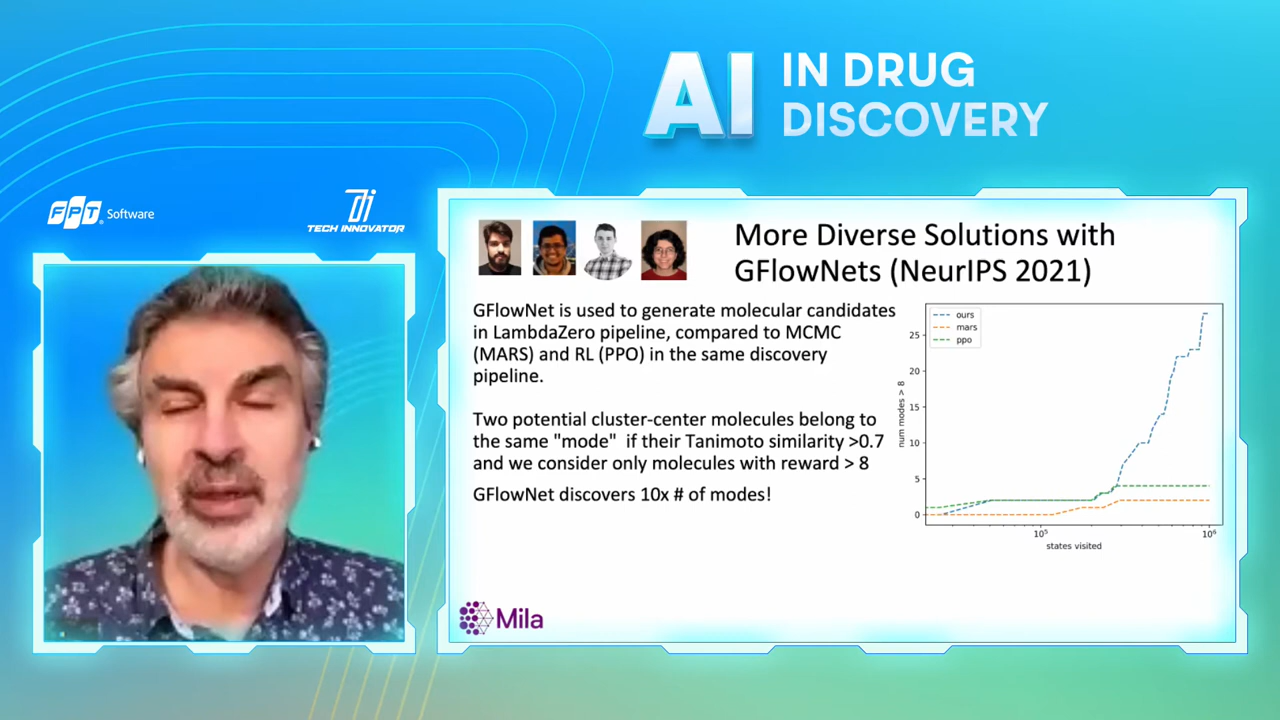 AI IN DRUG
DISCOVERY
FPT Software
TECH INNOVATOR
More Diverse Solutions with
GFlowNets (NeurIPS 2021)
GFlowNet is used to generate molecular candidates
in LambdaZero pipeline, compared to MCMC
(MARS) and RL (PPO) in the same discovery
pipeline.
Two potential cluster-center molecules belong to
the same "mode" if their Tanimoto similarity >0.7
and we consider only molecules with reward > 8
GFlowNet discovers 10x # of modes!
ours
mars
ppo
num modes > 8
25
20
15
10
5
0
10⁵
10⁶
states visited
Mila